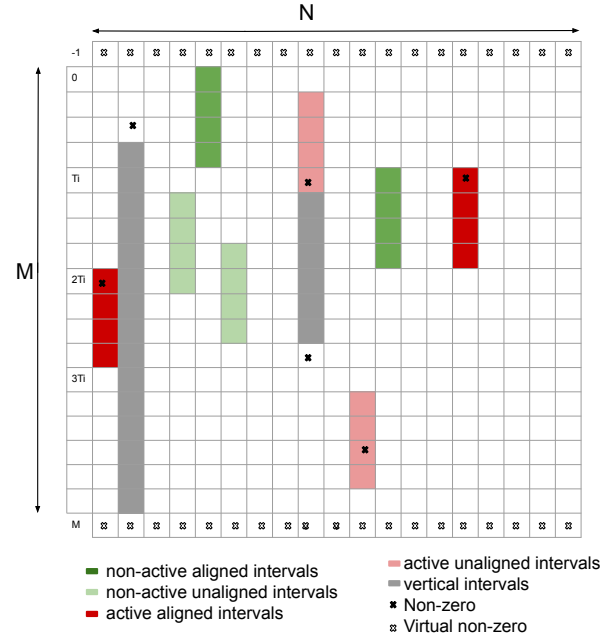 N
-1
0
Ti
M
2Ti
3Ti
M
non-active aligned intervals
non-active unaligned intervals
active aligned intervals
active unaligned intervals
vertical intervals
Non-zero
Virtual non-zero